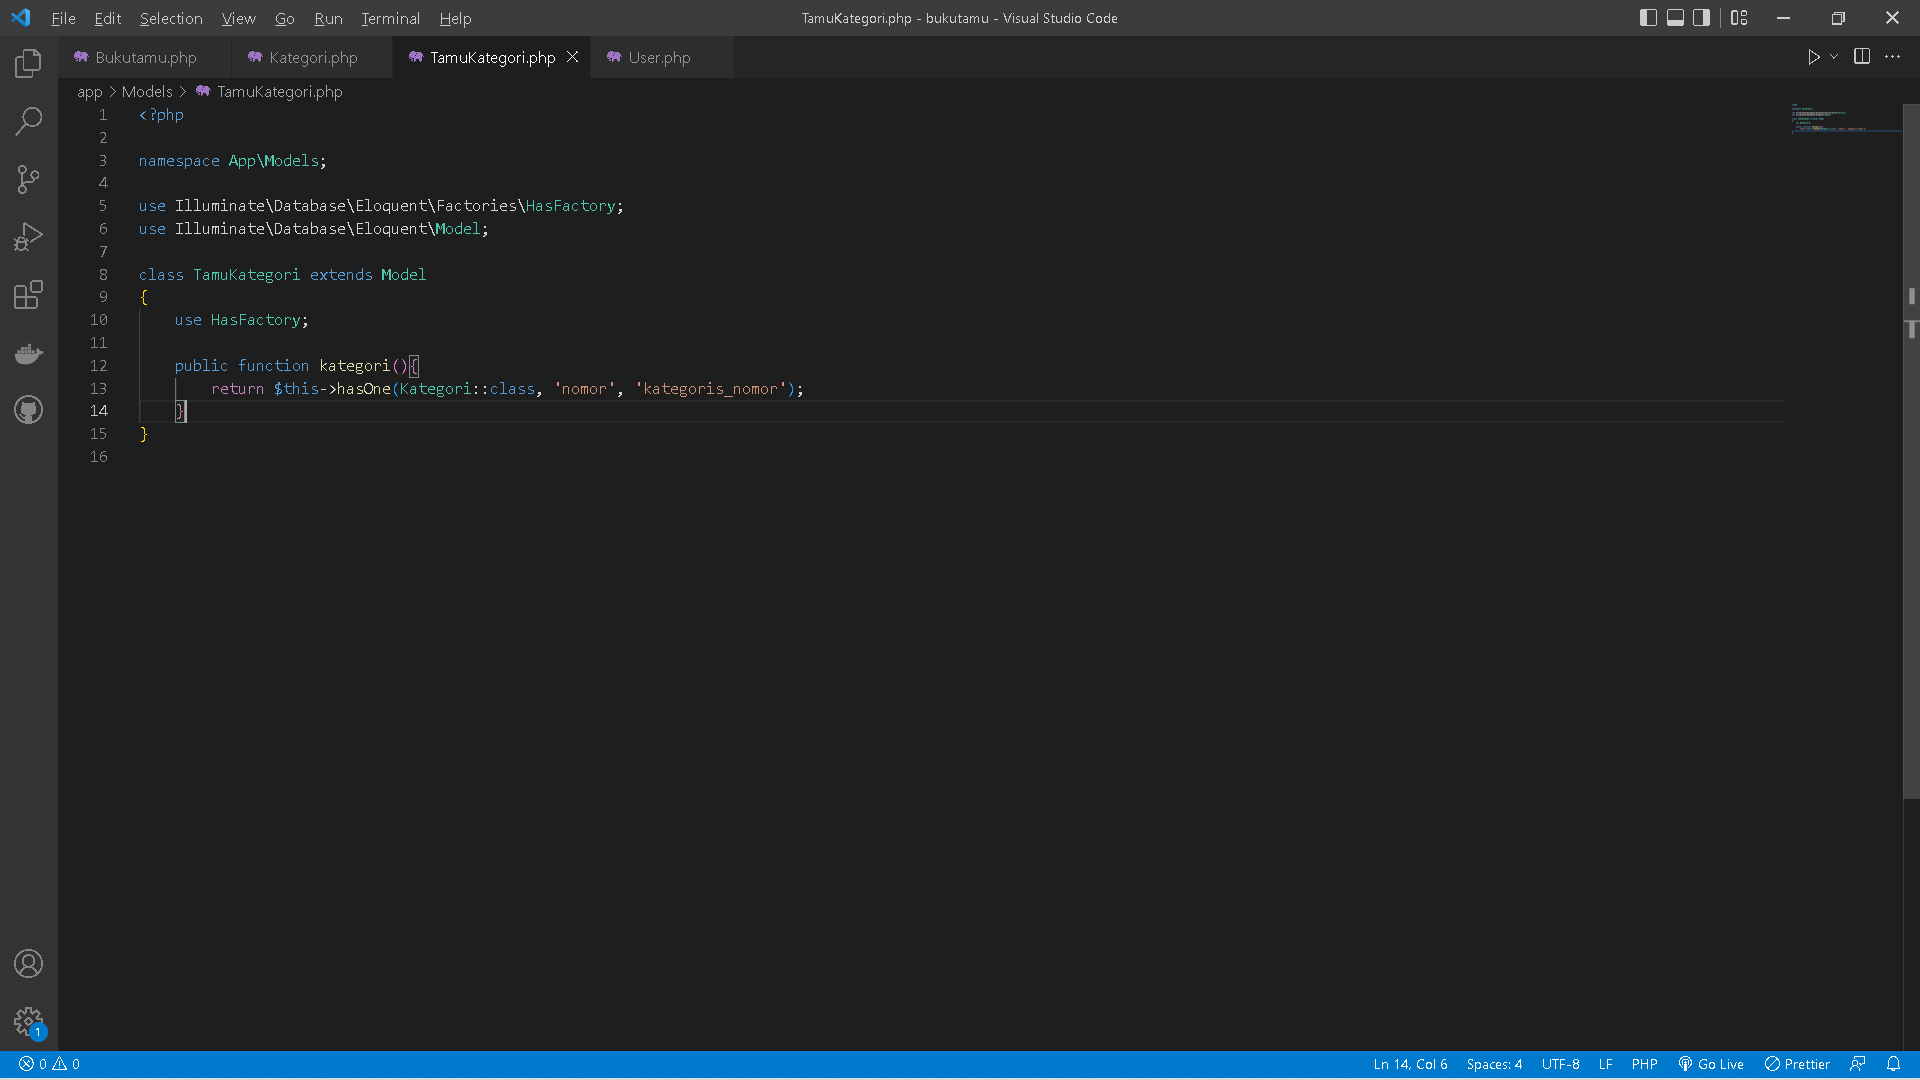 File Edit Selection View Go Run Terminal Help TamuKategori.php - bukutamu - Visual Studio Code
Bukutamu.php Kategori.php TamuKategori.php User.php
app > Models > TamuKategori.php
1 <?php
2
3 namespace App\Models;
4
5 use Illuminate\Database\Eloquent\Factories\HasFactory;
6 use Illuminate\Database\Eloquent\Model;
7
8 class TamuKategori extends Model
9 {
10 use HasFactory;
11
12 public function kategori(){
13 return $this->hasOne(Kategori::class, 'nomor', 'kategoris_nomor');
14 }
15 }
16
1
0 0 Ln 14, Col 6 Spaces: 4 UTF-8 LF PHP Go Live Prettier